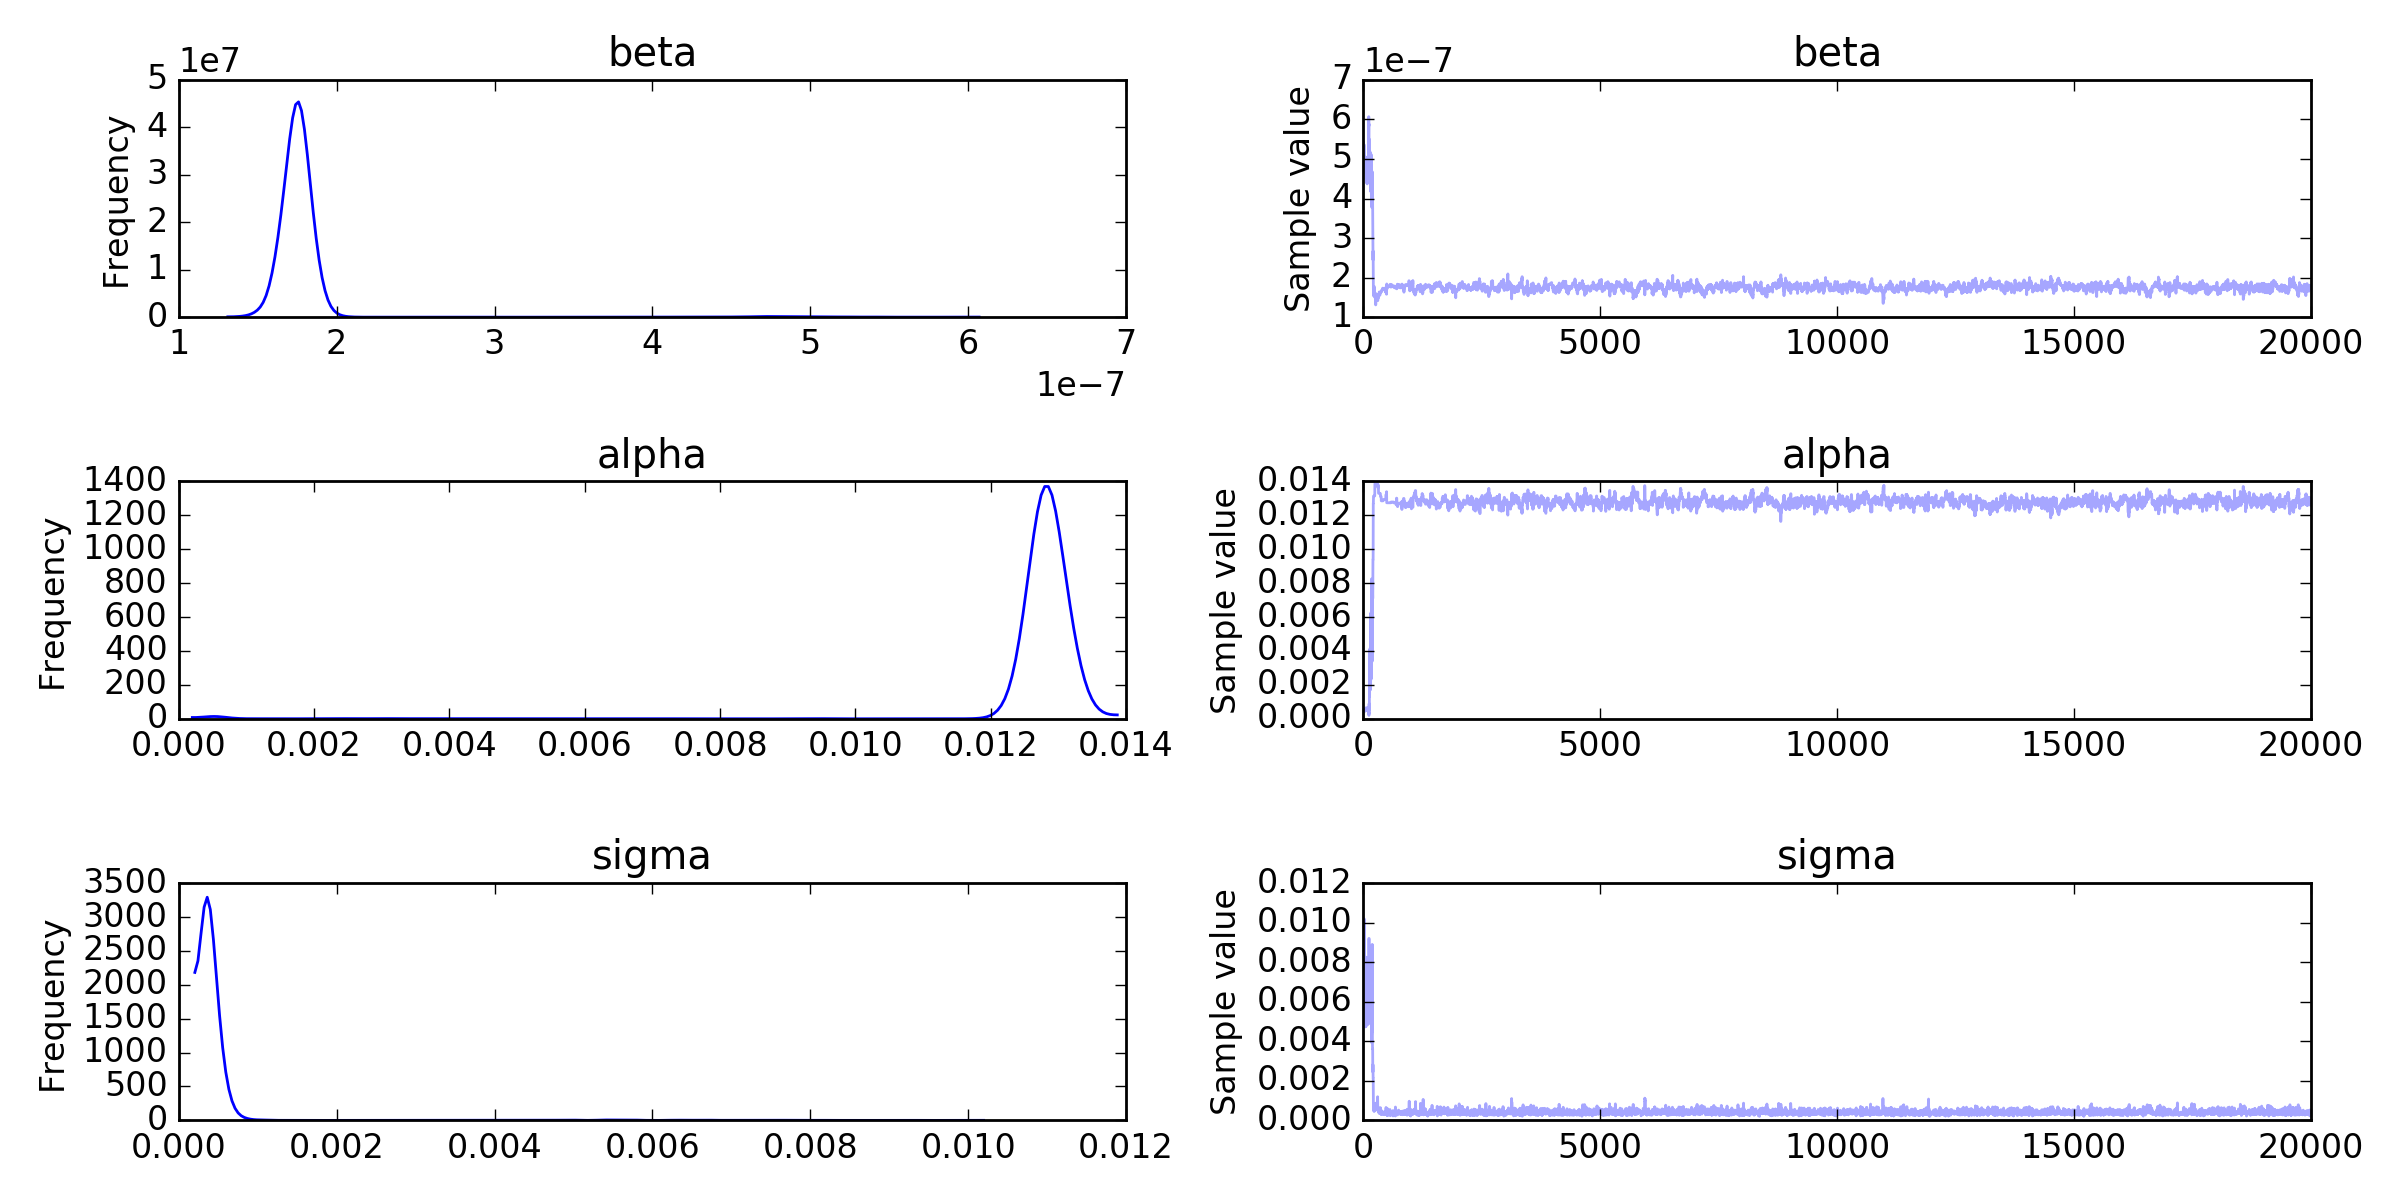 beta
1e7
Frequency
5
4
3
2
1
0
1 2 3 4 5 6 7
1e−7
beta
1e−7
Sample value
7
6
5
4
3
2
1
0 5000 10000 15000 20000
alpha
Frequency
1400
1200
1000
800
600
400
200
0
0.000 0.002 0.004 0.006 0.008 0.010 0.012 0.014
alpha
Sample value
0.014
0.012
0.010
0.008
0.006
0.004
0.002
0.000
0 5000 10000 15000 20000
sigma
Frequency
3500
3000
2500
2000
1500
1000
500
0
0.000 0.002 0.004 0.006 0.008 0.010 0.012
sigma
Sample value
0.012
0.010
0.008
0.006
0.004
0.002
0.000
0 5000 10000 15000 20000